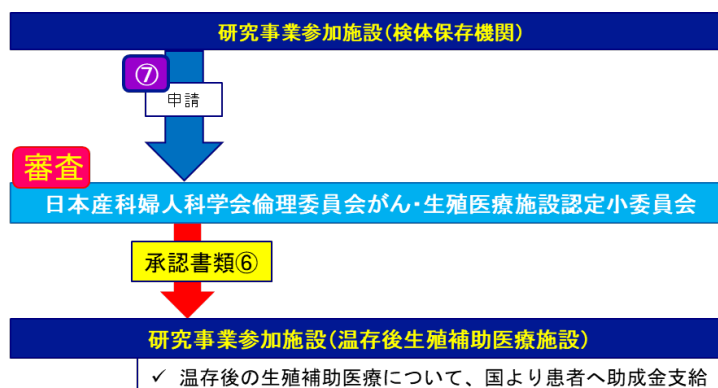 研究事業参加施設(検体保存機関)
⑦
申請
審査
日本産科婦人科学会倫理委員会がん・生殖医療施設認定小委員会
承認書類⑥
研究事業参加施設(温存後生殖補助医療施設)
✓ 温存後の生殖補助医療について、国より患者へ助成金支給